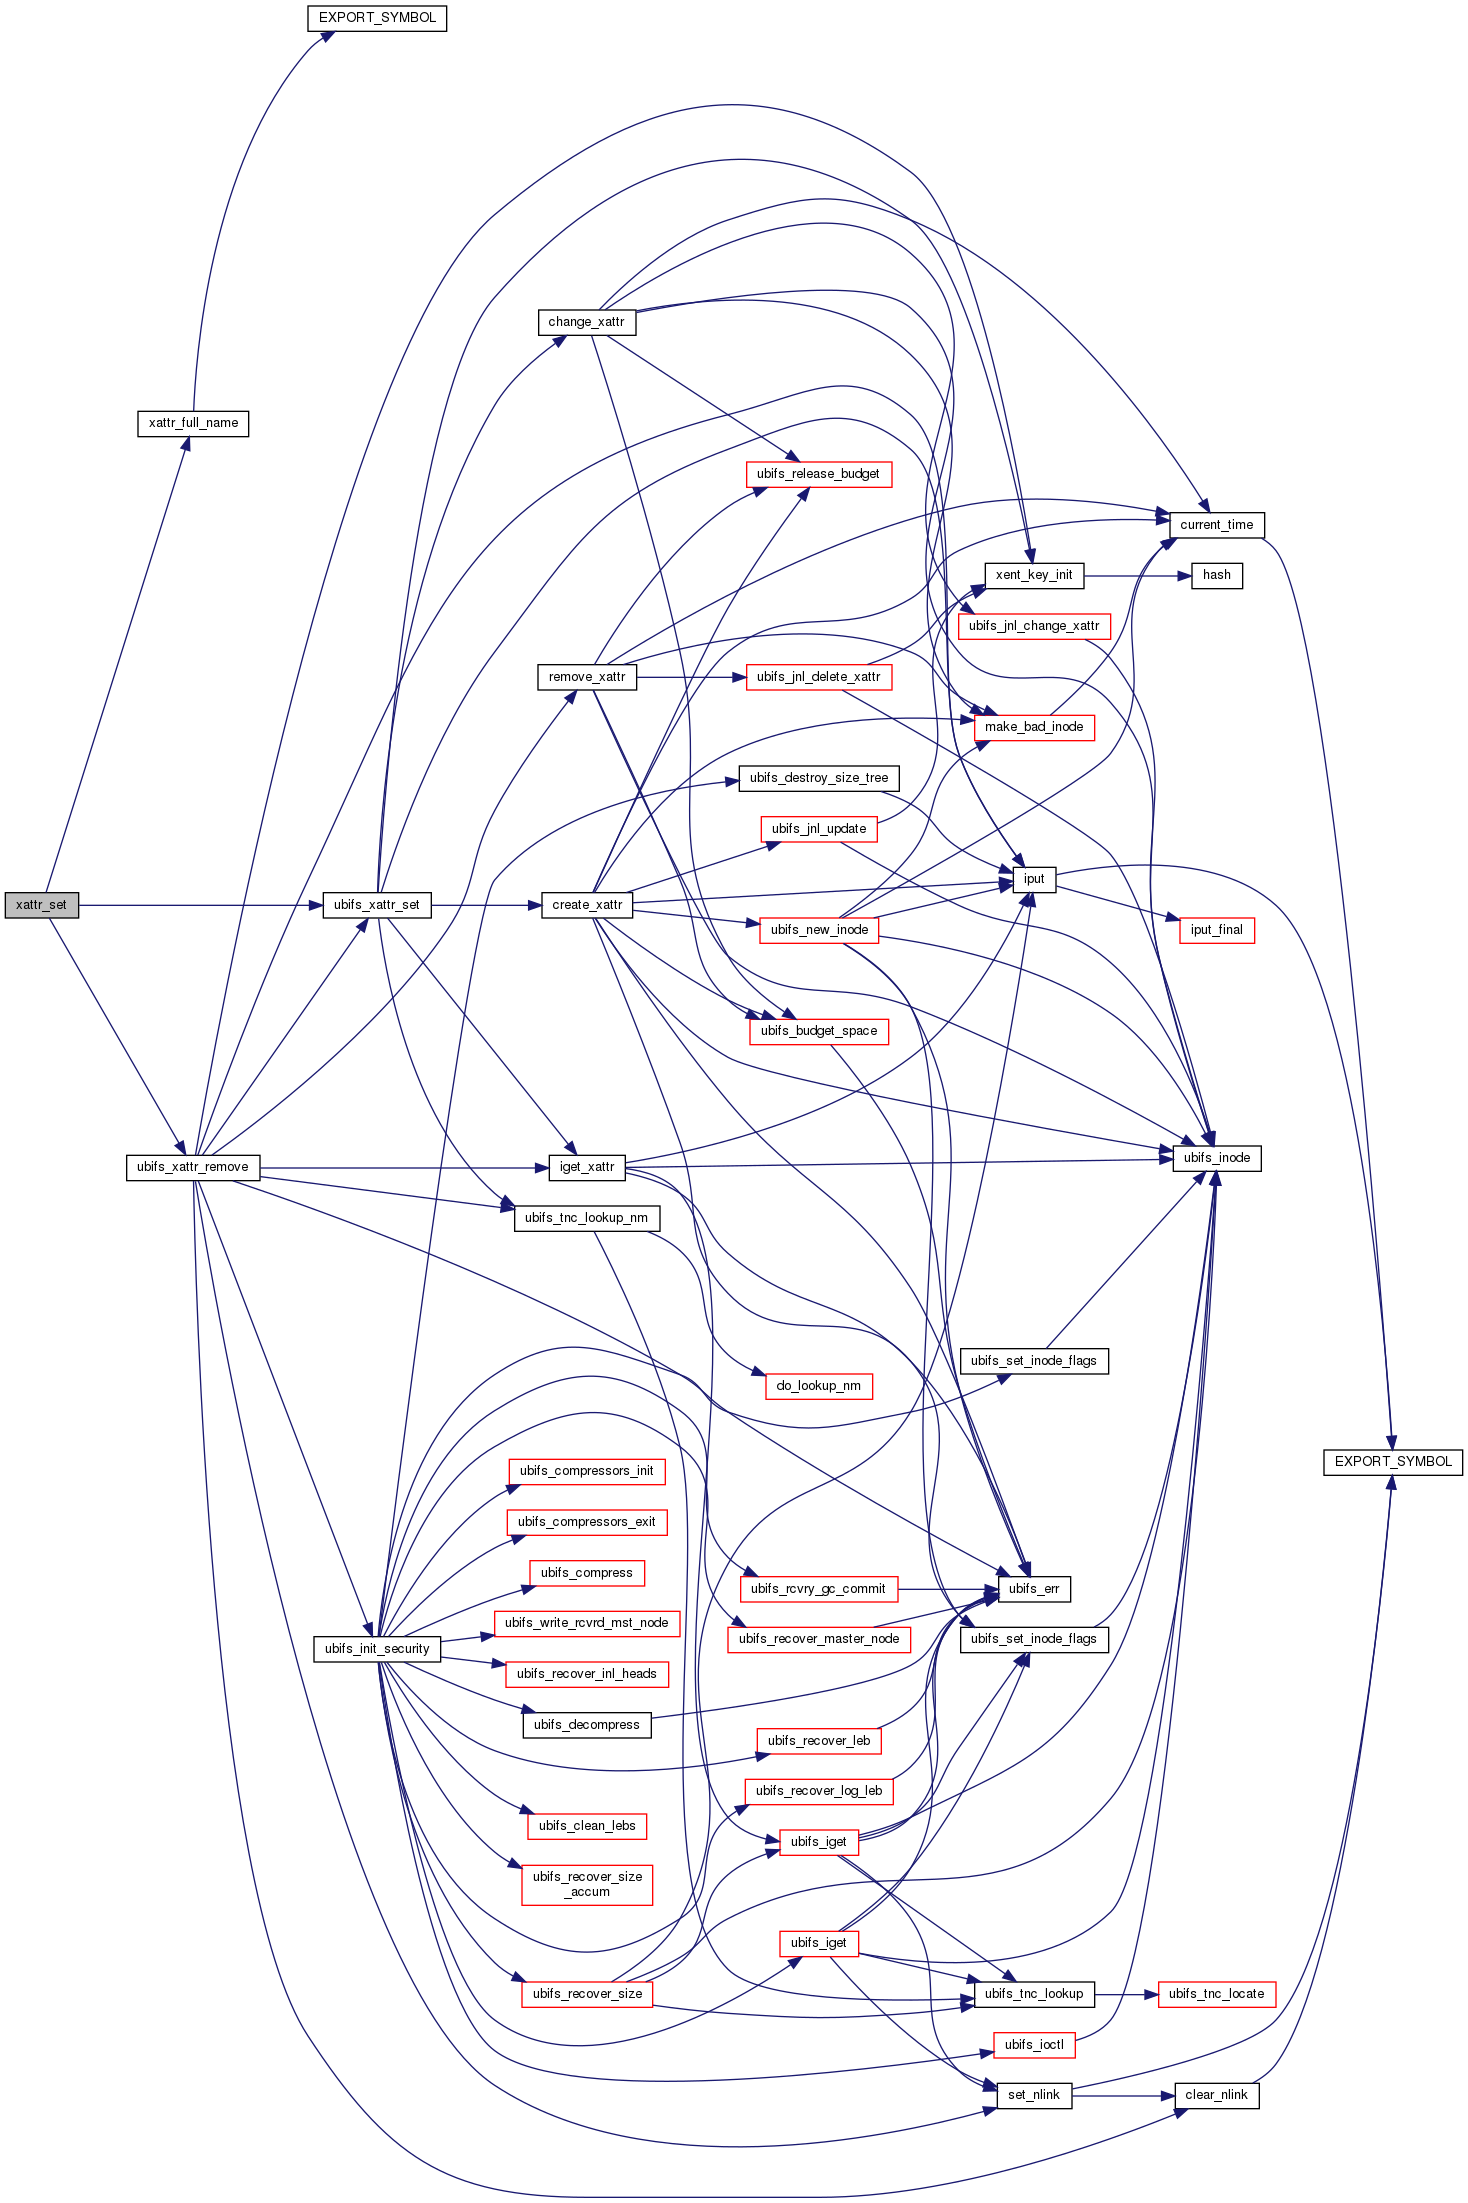 EXPORT_SYMBOL
change_xattr
xattr_full_name
ubifs_release_budget
current_time
xent_key_init
hash
ubifs_jnl_change_xattr
remove_xattr
ubifs_jnl_delete_xattr
make_bad_inode
ubifs_destroy_size_tree
ubifs_jnl_update
iput
xattr_set
ubifs_xattr_set
create_xattr
ubifs_new_inode
iput_final
ubifs_budget_space
ubifs_xattr_remove
iget_xattr
ubifs_inode
ubifs_tnc_lookup_nm
ubifs_set_inode_flags
do_lookup_nm
EXPORT_SYMBOL
ubifs_compressors_init
ubifs_compressors_exit
ubifs_compress
ubifs_rcvry_gc_commit
ubifs_err
ubifs_write_rcvrd_mst_node
ubifs_init_security
ubifs_recover_master_node
ubifs_set_inode_flags
ubifs_recover_inl_heads
ubifs_decompress
ubifs_recover_leb
ubifs_recover_log_leb
ubifs_clean_lebs
ubifs_iget
ubifs_recover_size
_accum
ubifs_iget
ubifs_recover_size
ubifs_tnc_lookup
ubifs_tnc_locate
ubifs_ioctl
set_nlink
clear_nlink